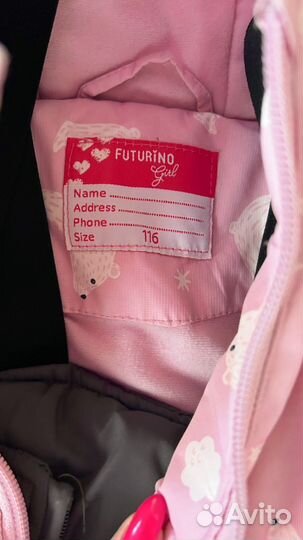 FUTURINO
Girl
Name
Address
Phone
Size 116
Avito